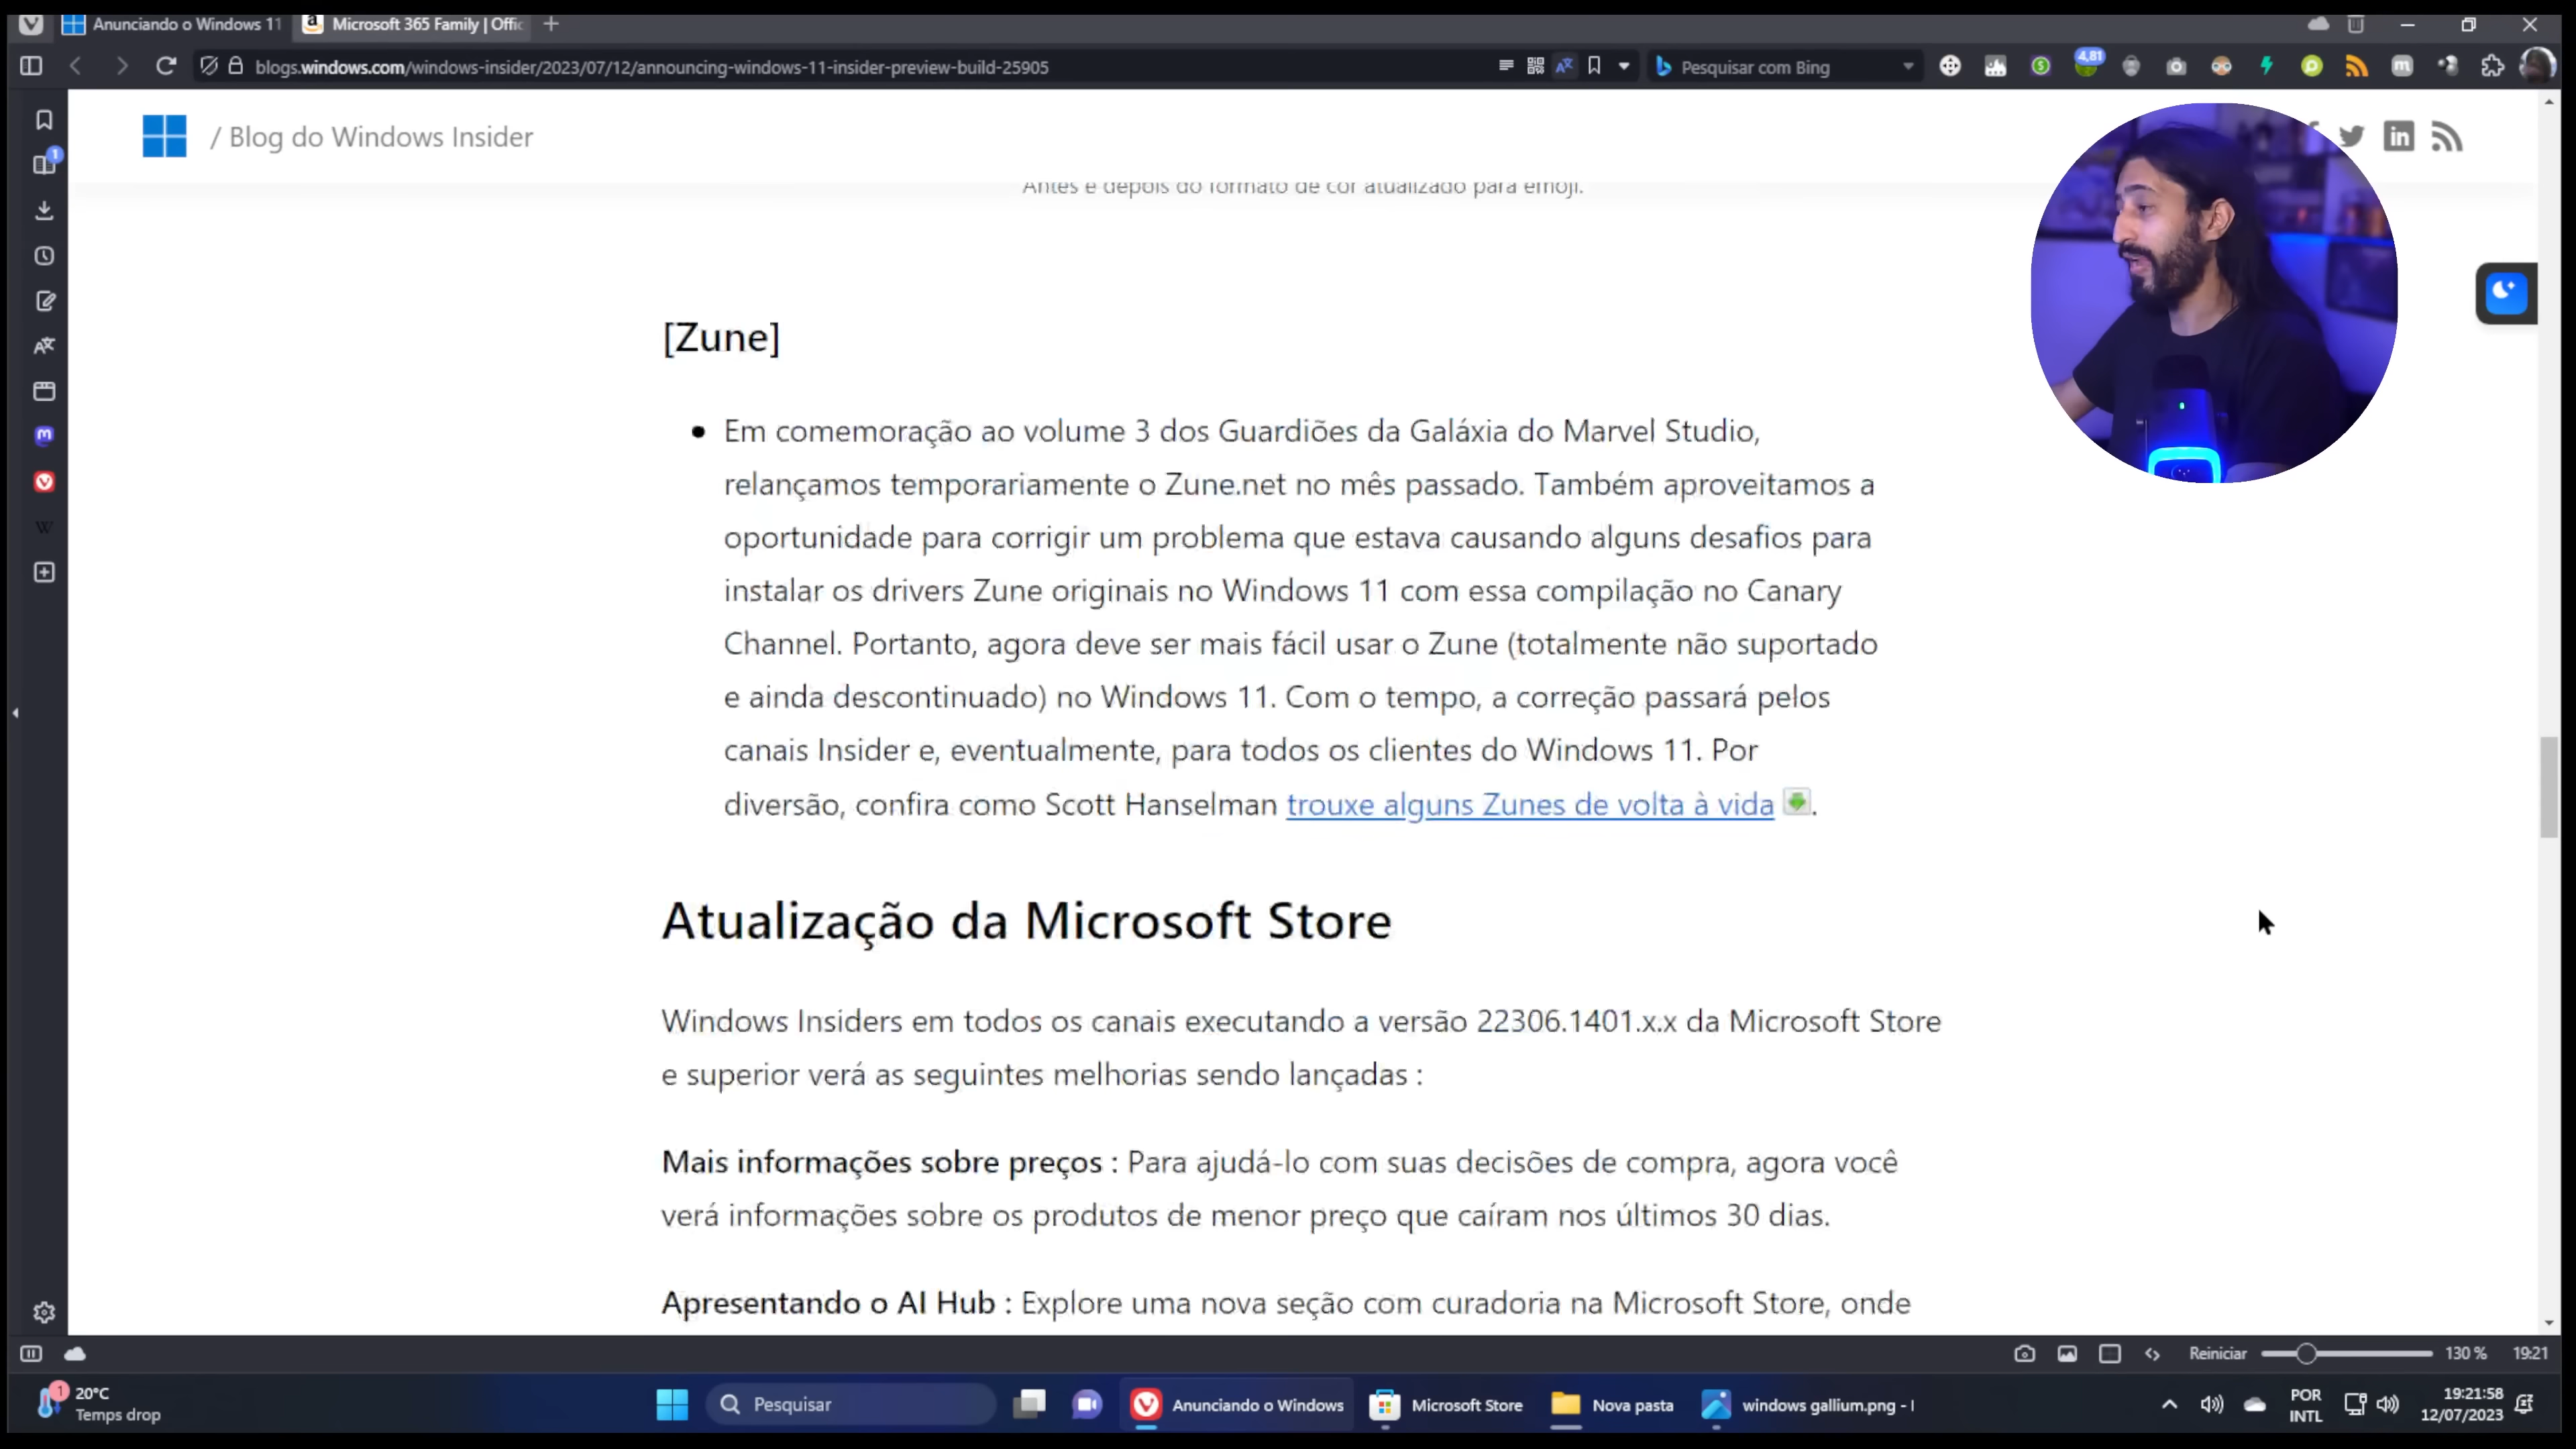 Anunciando o Windows 11
Microsoft 365 Family | Offic
blogs.windows.com/windows-insider/2023/07/12/announcing-windows-11-insider-preview-build-25905
Pesquisar com Bing
4,81
/ Blog do Windows Insider
1
Antes e depois do formato de cor atualizado para emoji.
[Zune]
Em comemoração ao volume 3 dos Guardiões da Galáxia do Marvel Studio,
relançamos temporariamente o Zune.net no mês passado. Também aproveitamos a
oportunidade para corrigir um problema que estava causando alguns desafios para
instalar os drivers Zune originais no Windows 11 com essa compilação no Canary
Channel. Portanto, agora deve ser mais fácil usar o Zune (totalmente não suportado
e ainda descontinuado) no Windows 11. Com o tempo, a correção passará pelos
canais Insider e, eventualmente, para todos os clientes do Windows 11. Por
diversão, confira como Scott Hanselman trouxe alguns Zunes de volta à vida .
Atualização da Microsoft Store
Windows Insiders em todos os canais executando a versão 22306.1401.x.x da Microsoft Store
e superior verá as seguintes melhorias sendo lançadas :
Mais informações sobre preços : Para ajudá-lo com suas decisões de compra, agora você
verá informações sobre os produtos de menor preço que caíram nos últimos 30 dias.
Apresentando o AI Hub : Explore uma nova seção com curadoria na Microsoft Store, onde
Reiniciar
130 %
19:21
1
20°C
Temps drop
Pesquisar
Anunciando o Windows
Microsoft Store
Nova pasta
windows gallium.png -
POR
INTL
19:21:58
12/07/2023